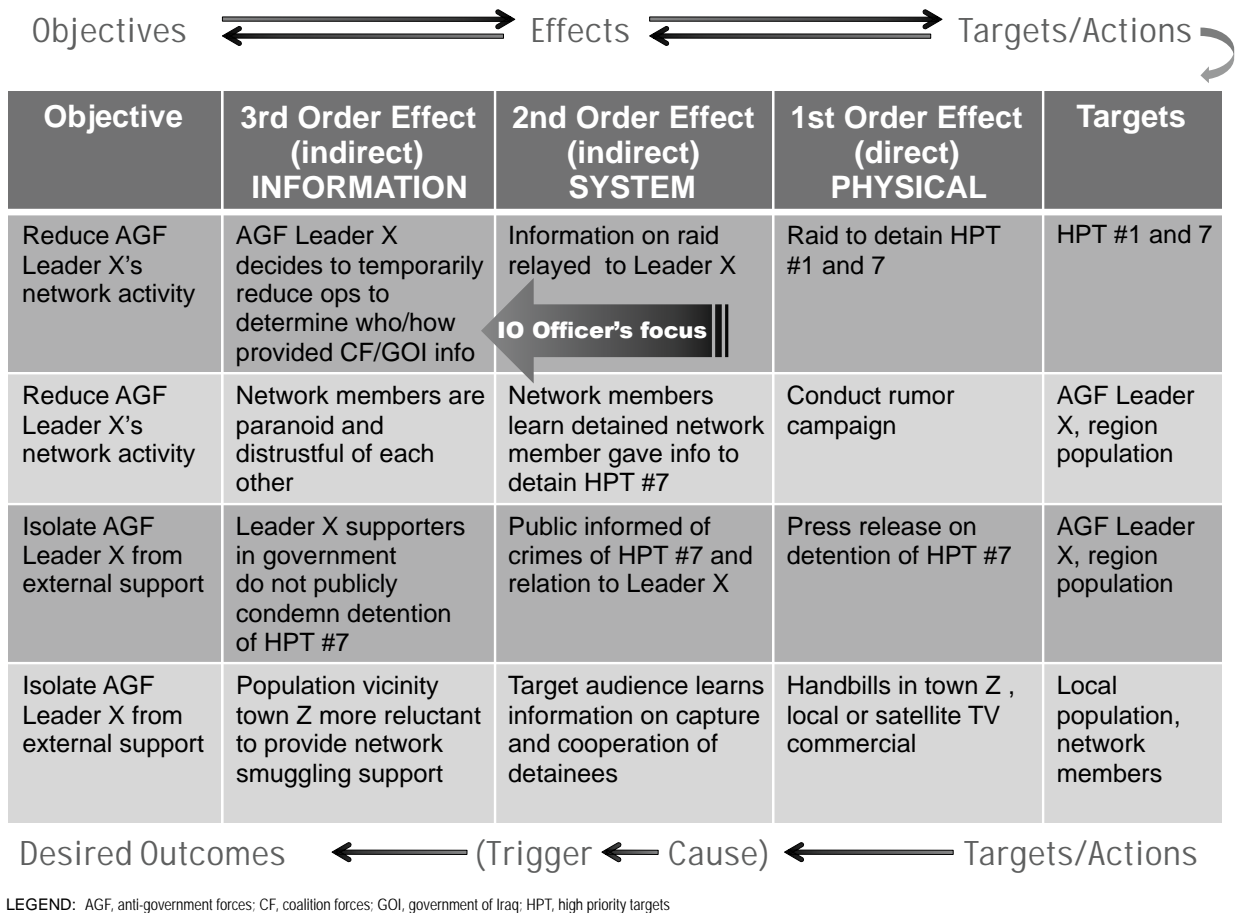 Objectives Effects Targets/Actions
Objective
3rd Order Effect
(indirect)
INFORMATION
2nd Order Effect
(indirect)
SYSTEM
1st Order Effect
(direct)
PHYSICAL
Targets
Reduce AGF
Leader X's
network activity
AGF Leader X
decides to temporarily
reduce ops to
determine who/how
provided CF/GOI info
Information on raid
relayed to Leader X
IO Officer's focus
Raid to detain HPT
#1 and 7
HPT #1 and 7
Reduce AGF
Leader X's
network activity
Network members are
paranoid and
distrustful of each
other
Network members
learn detained network
member gave info to
detain HPT #7
Conduct rumor
campaign
AGF Leader
X, region
population
Isolate AGF
Leader X from
external support
Leader X supporters
in government
do not publicly
condemn detention
of HPT #7
Public informed of
crimes of HPT #7 and
relation to Leader X
Press release on
detention of HPT #7
AGF Leader
X, region
population
Isolate AGF
Leader X from
external support
Population vicinity
town Z more reluctant
to provide network
smuggling support
Target audience learns
information on capture
and cooperation of
detainees
Handbills in town Z ,
local or satellite TV
commercial
Local
population,
network
members
Desired Outcomes (Trigger Cause) Targets/Actions
LEGEND: AGF, anti-government forces; CF, coalition forces; GOI, government of Iraq; HPT, high priority targets